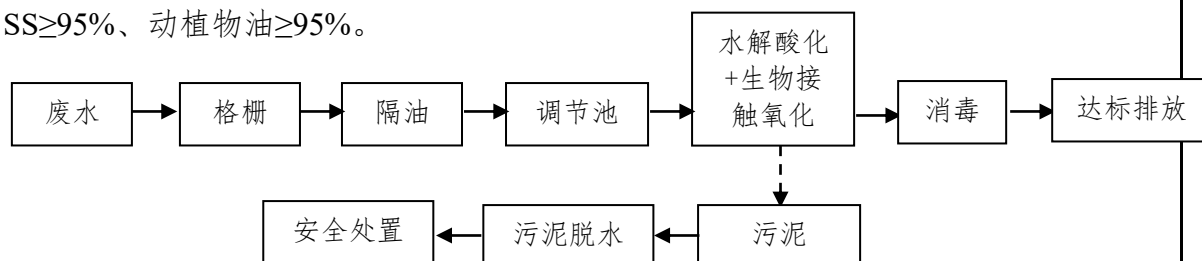 SS≥95%、动植物油≥95%。
废水
格栅
隔油
调节池
水解酸化
+生物接
触氧化
消毒
达标排放
安全处置
污泥脱水
污泥